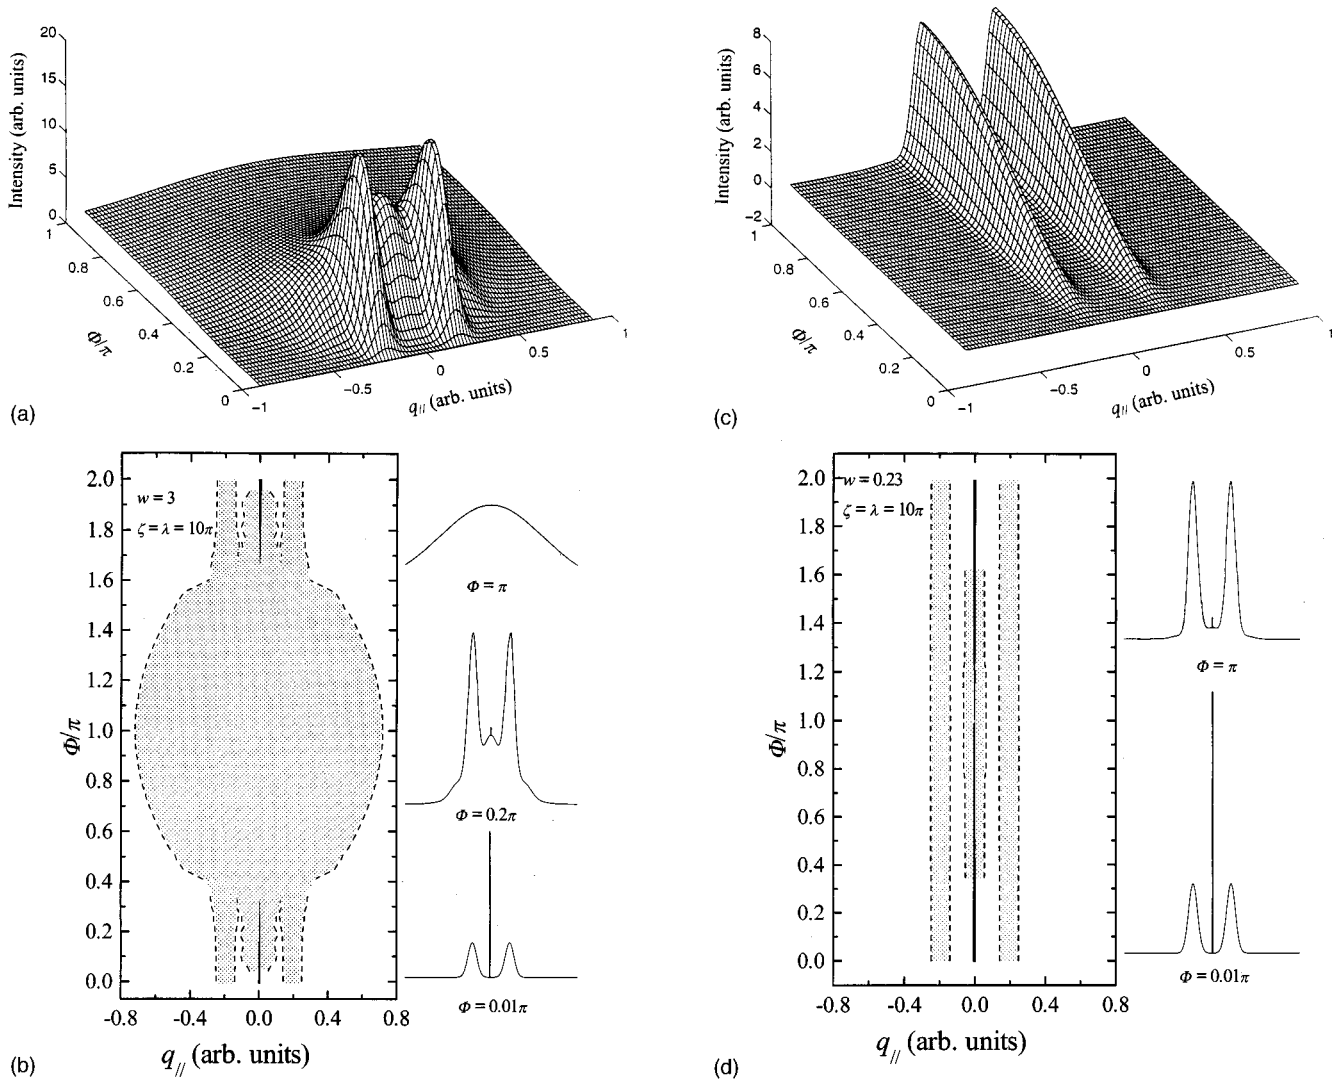 Intensity (arb. units)
20
15
10
5
0
1
0.8
0.6
0.4
0.2
0
Φ/π
-1
-0.5
0
0.5
1
q// (arb. units)
(a)
Intensity (arb. units)
8
6
4
2
0
-2
1
0.8
0.6
0.4
0.2
0
Φ/π
-1
-0.5
0
0.5
1
q// (arb. units)
(c)
2.0
1.8
1.6
1.4
1.2
1.0
0.8
0.6
0.4
0.2
0.0
Φ/π
w = 3
ζ = λ = 10π
-0.8
-0.4
0.0
0.4
0.8
q// (arb. units)
Φ = π
Φ = 0.2π
Φ = 0.01π
(b)
2.0
1.8
1.6
1.4
1.2
1.0
0.8
0.6
0.4
0.2
0.0
Φ/π
w = 0.23
ζ = λ = 10π
-0.8
-0.4
0.0
0.4
0.8
q// (arb. units)
Φ = π
Φ = 0.01π
(d)